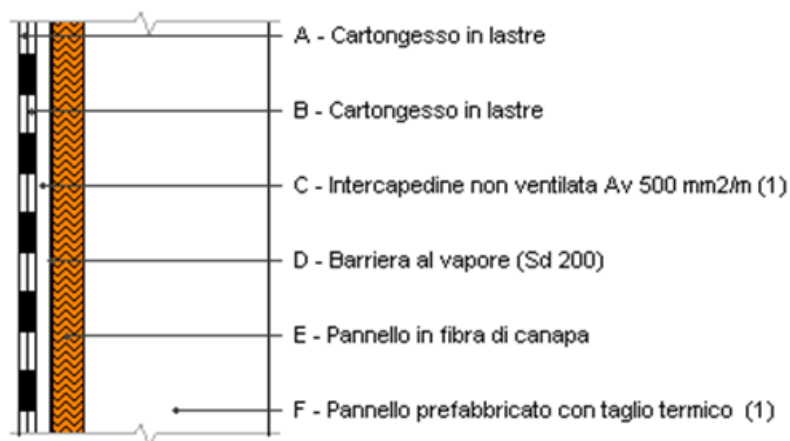 A - Cartongesso in lastre
B - Cartongesso in lastre
C - Intercapedine non ventilata Av 500 mm2/m (1)
D - Barriera al vapore (Sd 200)
E - Pannello in fibra di canapa
F - Pannello prefabbricato con taglio termico (1)